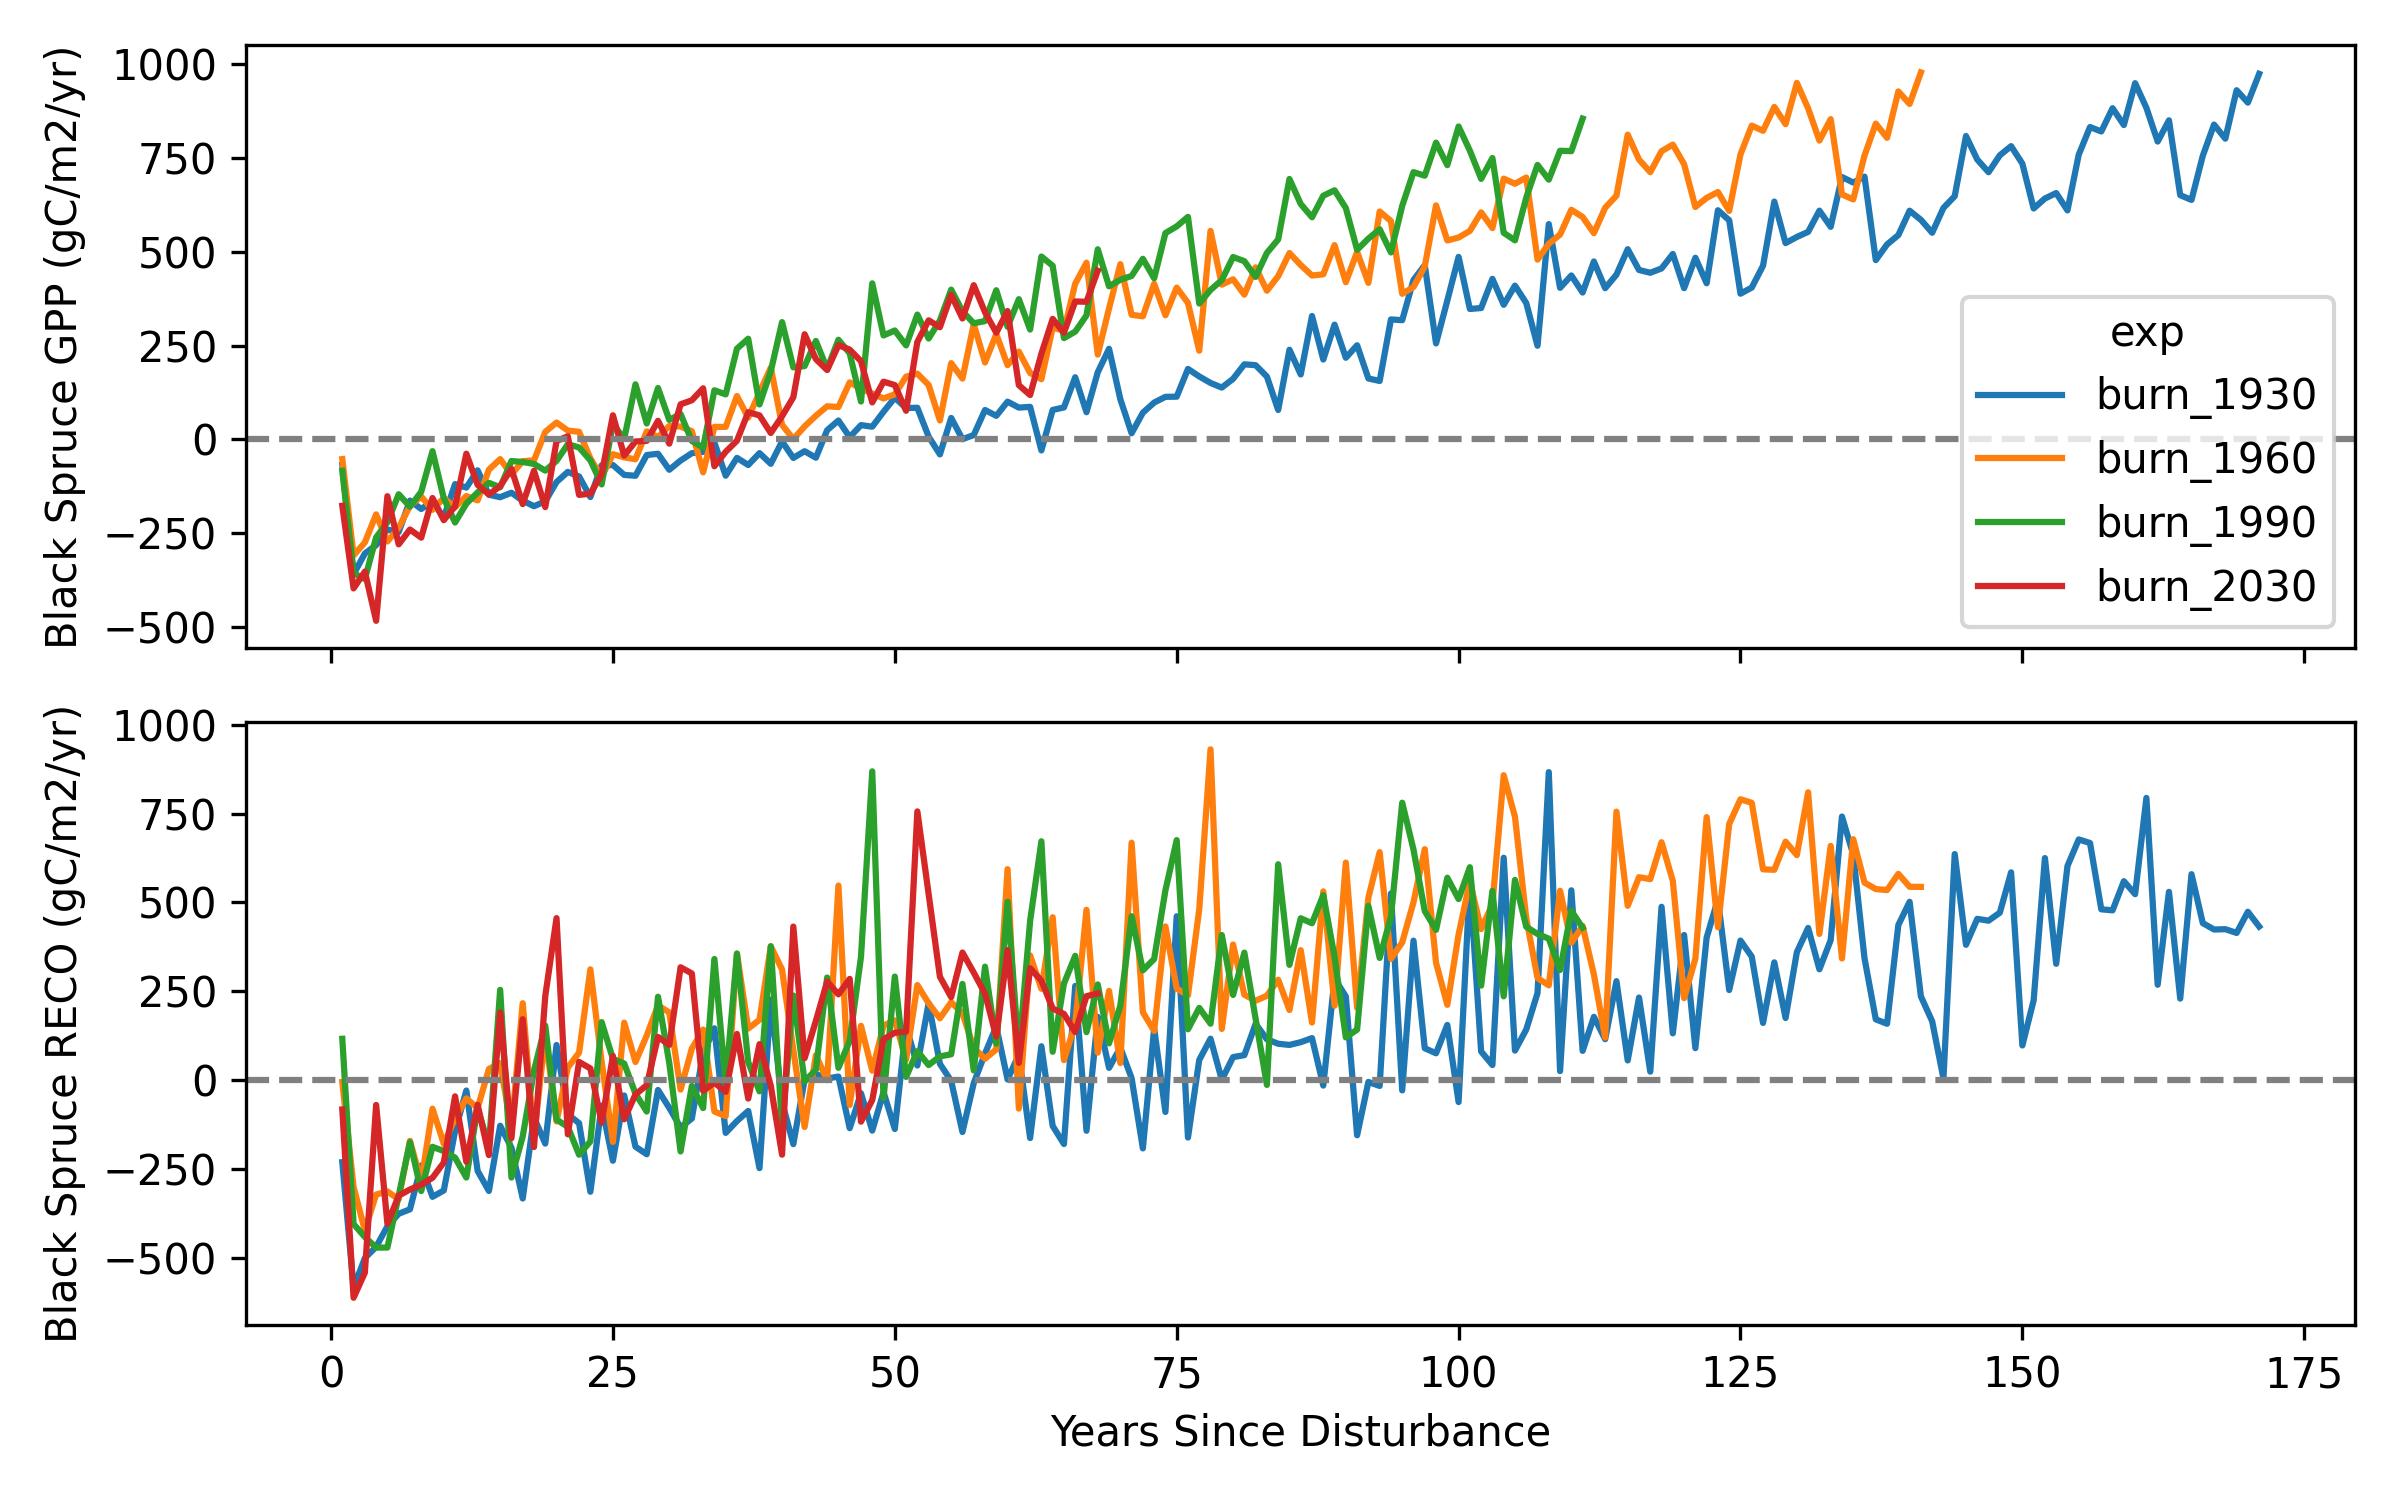 Black Spruce GPP (gC/m2/yr)
1000
750
500
250
0
−250
−500
exp
burn_1930
burn_1960
burn_1990
burn_2030
Black Spruce RECO (gC/m2/yr)
1000
750
500
250
0
−250
−500
0 25 50 75 100 125 150 175
Years Since Disturbance